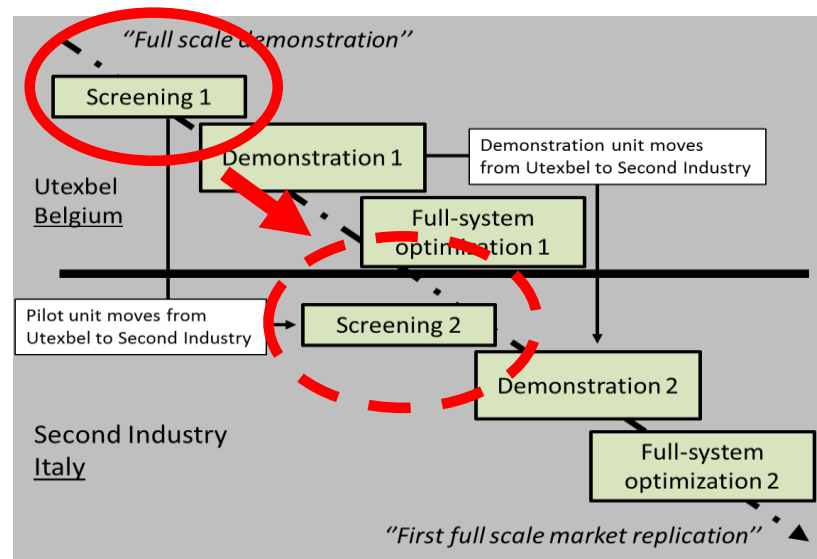 ‘’Full scale demonstration’’
Screening 1
Demonstration 1
Demonstration unit moves
from Utexbel to Second Industry
Utexbel
Belgium
Full-system
optimization 1
Pilot unit moves from
Utexbel to Second Industry
Screening 2
Demonstration 2
Second Industry
Italy
Full-system
optimization 2
‘’First full scale market replication’’